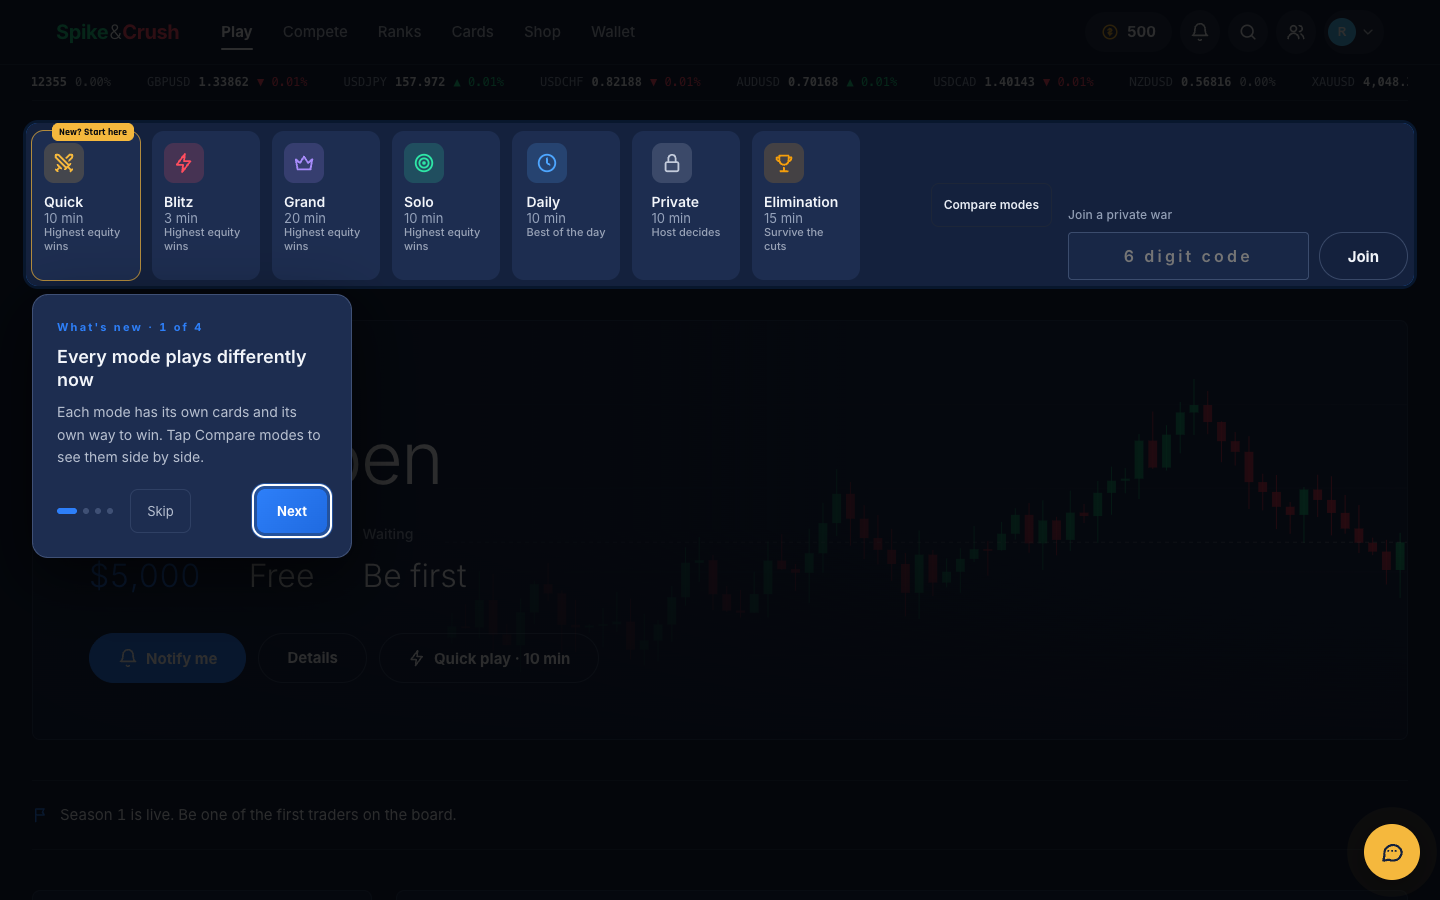 Spike&Crush
Play
Compete
Ranks
Cards
Shop
Wallet
500
R
12355 0.00%
GBPUSD 1.33862 ▼ 0.01%
USDJPY 157.972 ▲ 0.01%
USDCHF 0.82188 ▼ 0.01%
AUDUSD 0.70168 ▲ 0.01%
USDCAD 1.40143 ▼ 0.01%
NZDUSD 0.56816 0.00%
XAUUSD 4,048.
New? Start here
Quick
10 min
Highest equity
wins
Blitz
3 min
Highest equity
wins
Grand
20 min
Highest equity
wins
Solo
10 min
Highest equity
wins
Daily
10 min
Best of the day
Private
10 min
Host decides
Elimination
15 min
Survive the
cuts
Compare modes
Join a private war
6 digit code
Join
What's new · 1 of 4
Every mode plays differently
now
Each mode has its own cards and its
own way to win. Tap Compare modes to
see them side by side.
Skip
Next
Waiting
$5,000
Free
Be first
Notify me
Details
Quick play · 10 min
Season 1 is live. Be one of the first traders on the board.